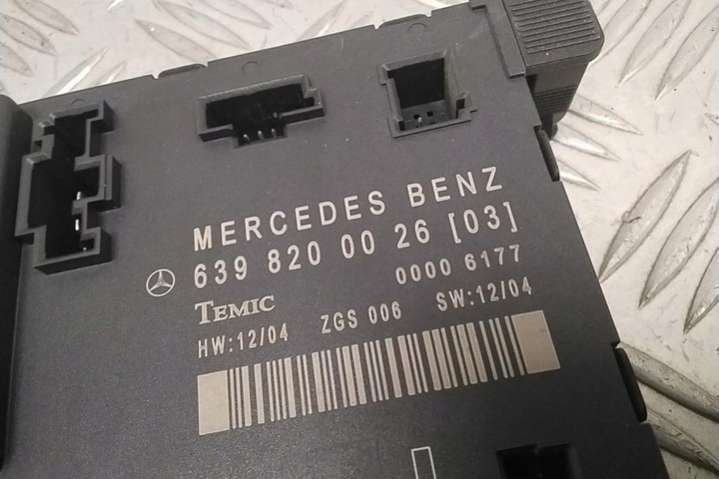 MERCEDES BENZ
639 820 00 26 [03]
TEMIC 0000 6177
HW:12/04 ZGS 006 SW:12/04